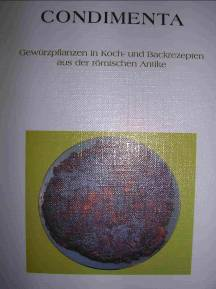 CONDIMENTA
Gewürzpflanzen in Koch- und Backrezepten
aus der römischen Antike